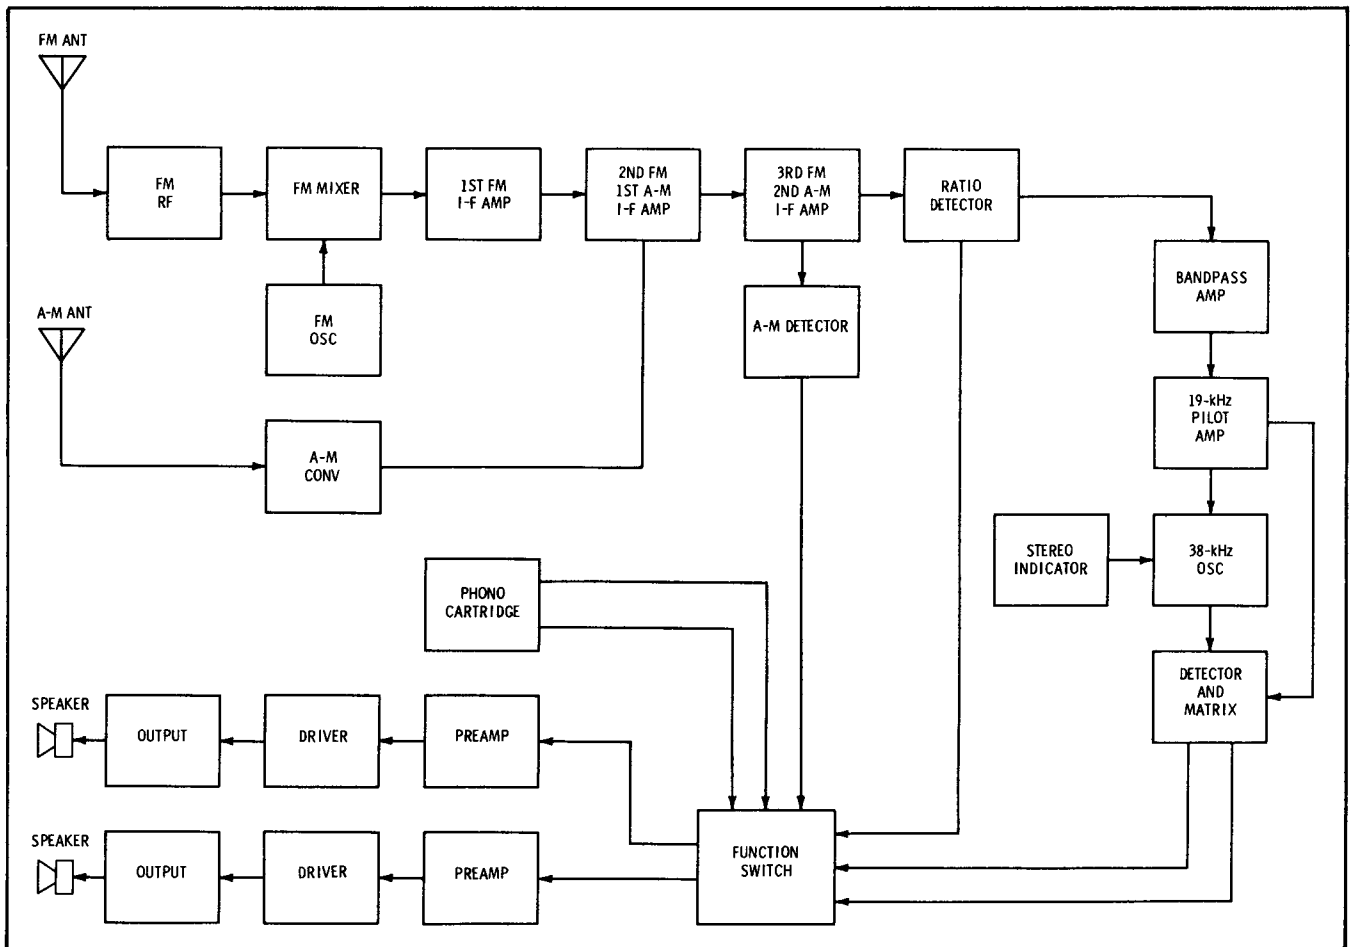 FM ANT
FM
RF
FM MIXER
1ST FM
I-F AMP
2ND FM
1ST A-M
I-F AMP
3RD FM
2ND A-M
I-F AMP
RATIO
DETECTOR
BANDPASS
AMP
A-M ANT
FM
OSC
A-M DETECTOR
19-kHz
PILOT
AMP
A-M
CONV
STEREO
INDICATOR
38-kHz
OSC
PHONO
CARTRIDGE
DETECTOR
AND
MATRIX
SPEAKER
OUTPUT
DRIVER
PREAMP
SPEAKER
OUTPUT
DRIVER
PREAMP
FUNCTION
SWITCH